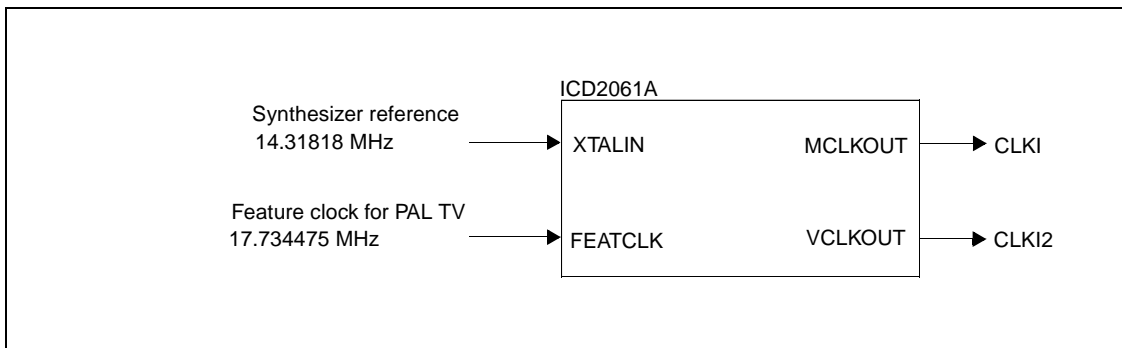 ICD2061A
Synthesizer reference
14.31818 MHz
XTALIN
MCLKOUT
CLKI
Feature clock for PAL TV
17.734475 MHz
FEATCLK
VCLKOUT
CLKI2